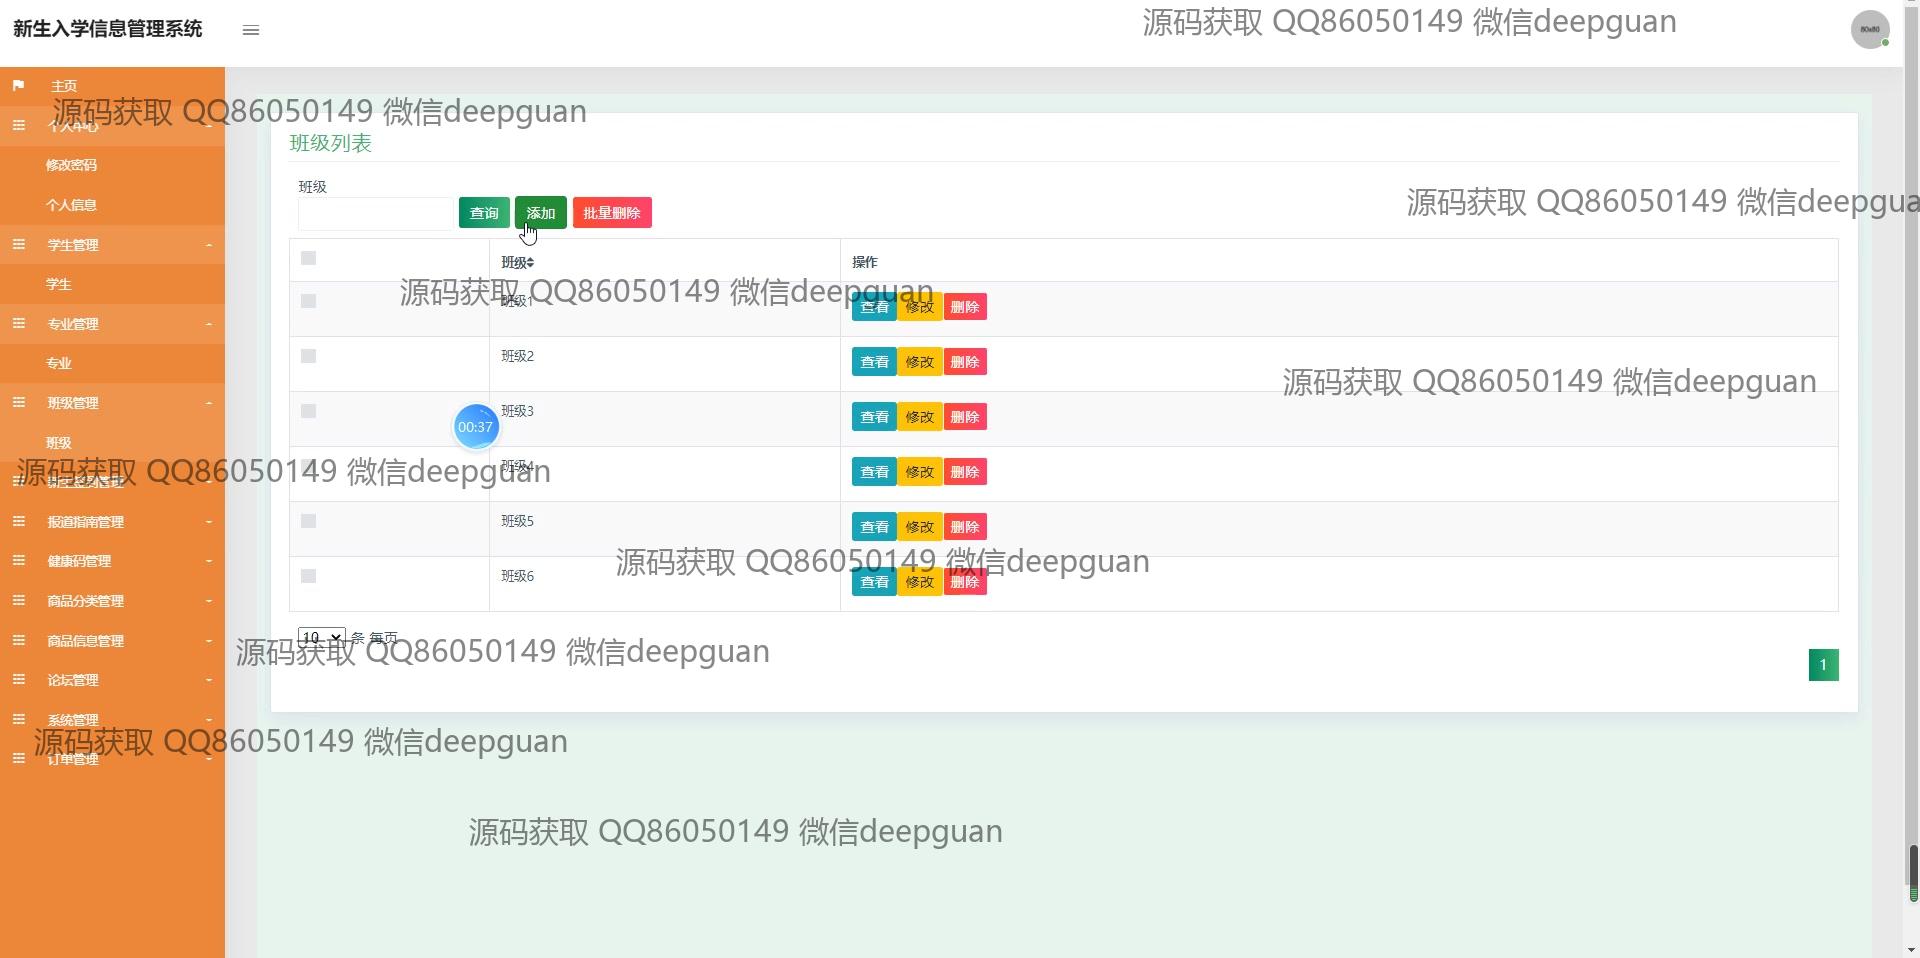 新生入学信息管理系统
源码获取 QQ86050149 微信deepguan
80x80
主页
源码获取 QQ86050149 微信deepguan
个人中心
班级列表
修改密码
班级
源码获取 QQ86050149 微信deepgua
个人信息
查询 添加 批量删除
学生管理
班级 操作
学生
源码获取 QQ86050149 微信deepguan
班级1 查看 修改 删除
专业管理
班级2 查看 修改 删除
专业
源码获取 QQ86050149 微信deepguan
班级管理
班级3 查看 修改 删除
00:37
班级
源码获取 QQ86050149 微信deepguan
班级4 查看 修改 删除
报道指南管理
班级5 查看 修改 删除
健康码管理
源码获取 QQ86050149 微信deepguan
班级6 查看 修改 删除
商品分类管理
商品信息管理
10 条 每页
源码获取 QQ86050149 微信deepguan
1
论坛管理
系统管理
源码获取 QQ86050149 微信deepguan
订单管理
源码获取 QQ86050149 微信deepguan